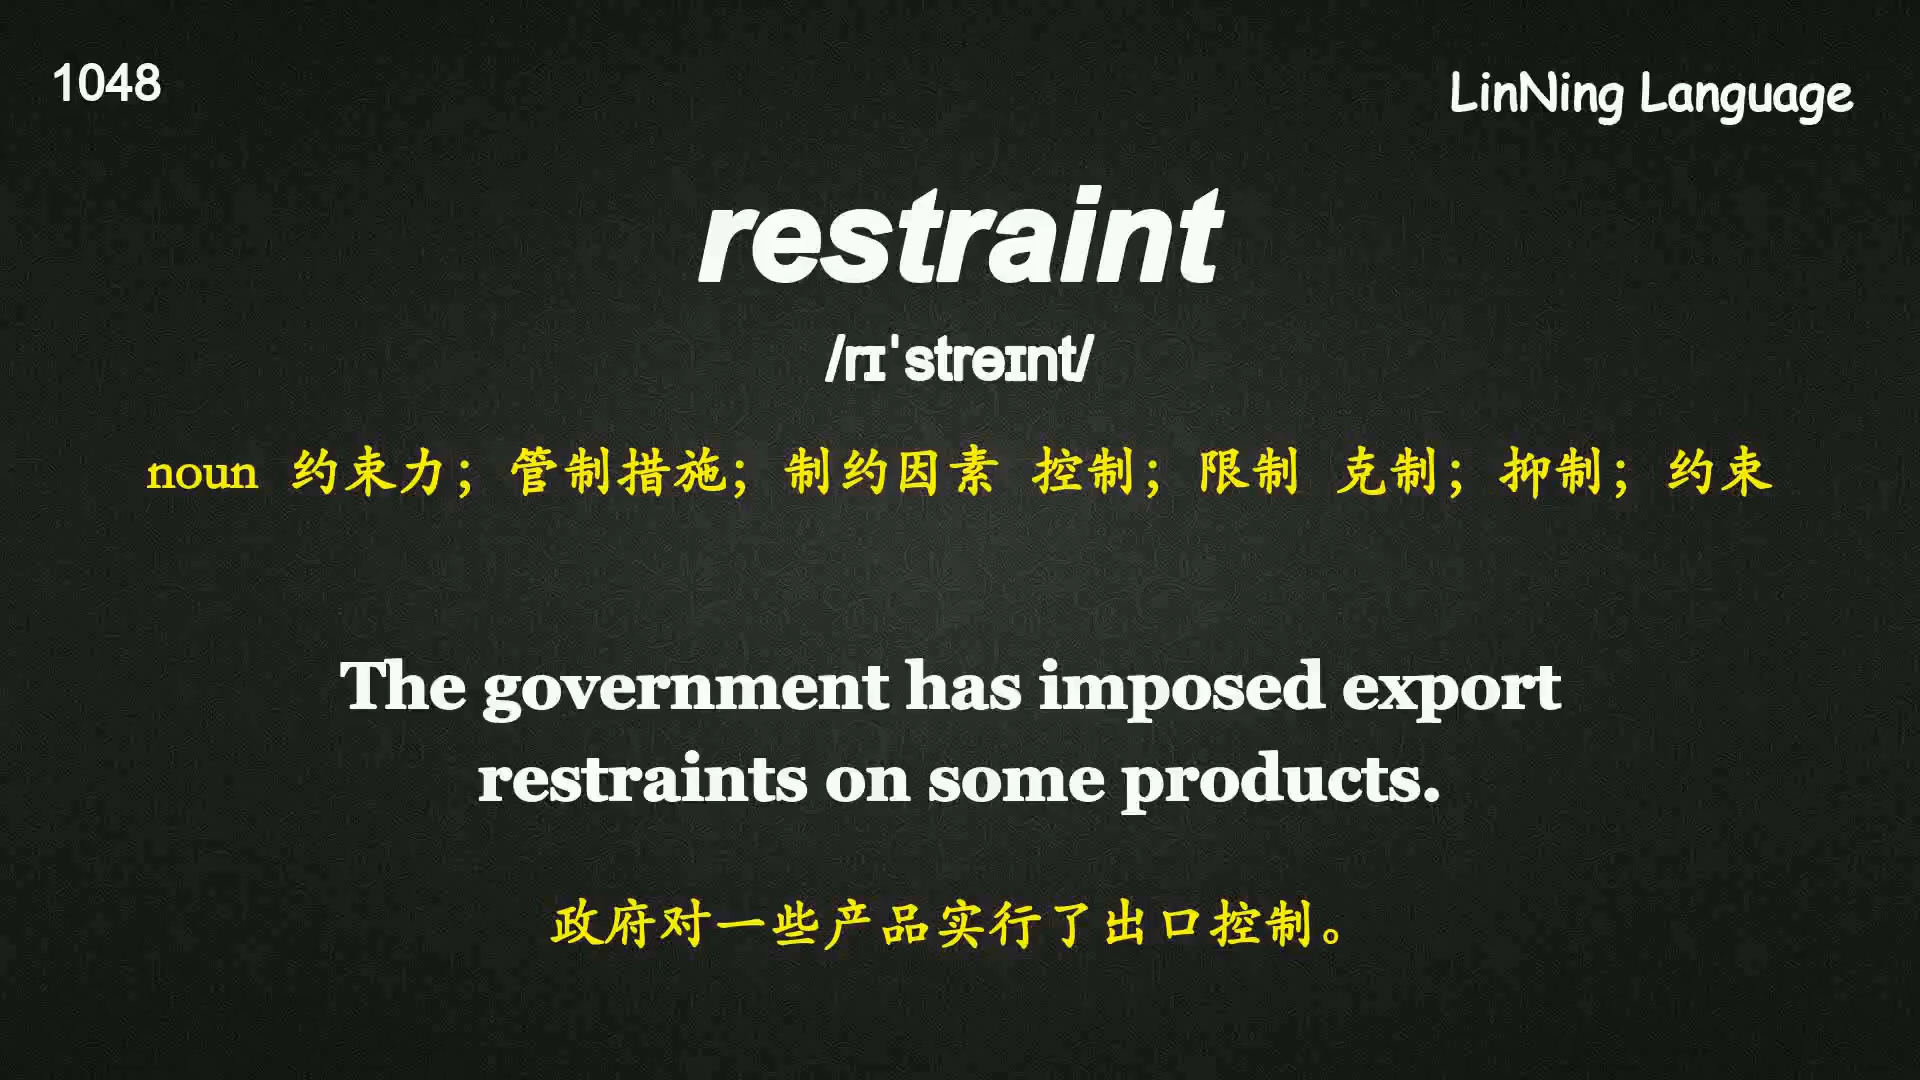 1048
LinNing Language
restraint
/rɪˈstreɪnt/
noun 约束力；管制措施；制约因素 控制；限制 克制；抑制；约束
The government has imposed export
restraints on some products.
政府对一些产品实行了出口控制。